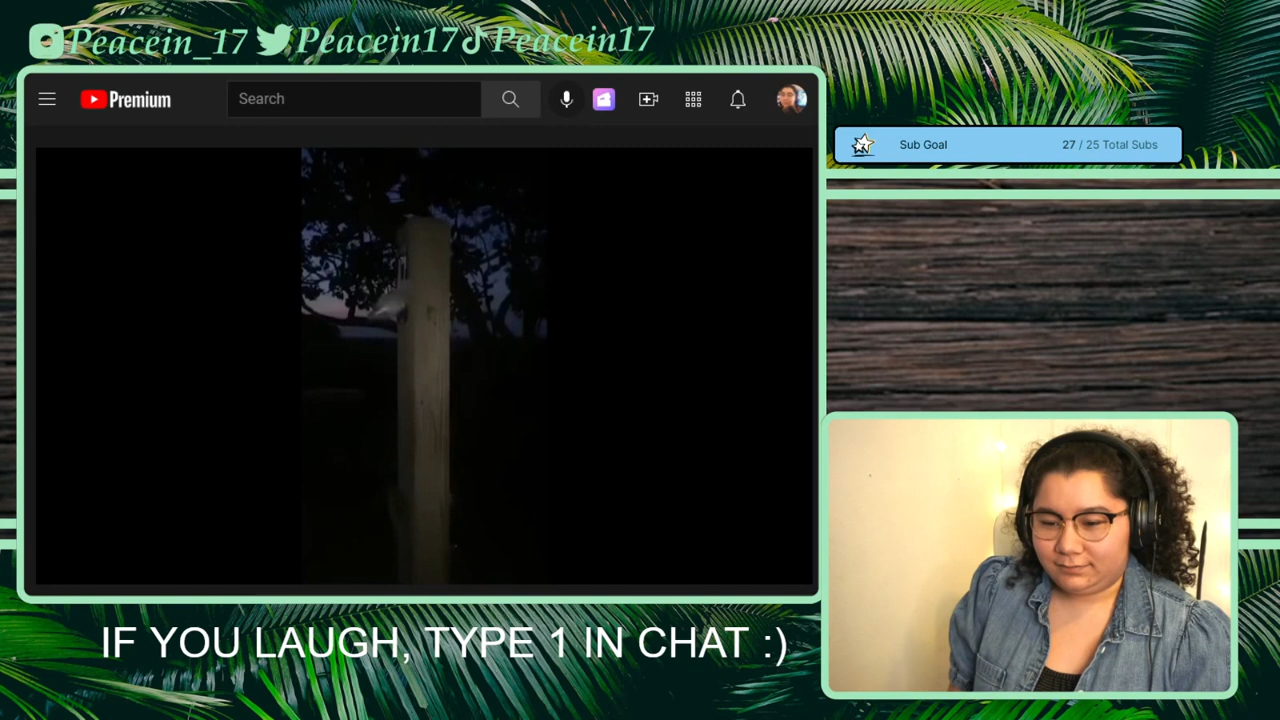 Peacein_17 Peacein17 Peacein17
Premium
Search
Sub Goal
27 / 25 Total Subs
IF YOU LAUGH, TYPE 1 IN CHAT :)